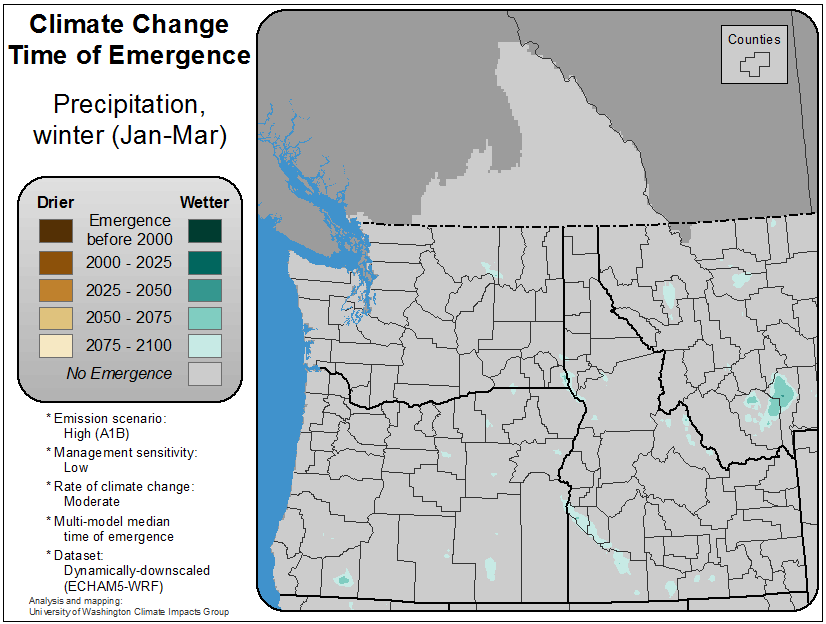 Climate Change
Time of Emergence
Precipitation,
winter (Jan-Mar)
Drier
Wetter
Emergence
before 2000
2000 - 2025
2025 - 2050
2050 - 2075
2075 - 2100
No Emergence
* Emission scenario:
High (A1B)
* Management sensitivity:
Low
* Rate of climate change:
Moderate
* Multi-model median
time of emergence
* Dataset:
Dynamically-downscaled
(ECHAM5-WRF)
Analysis and mapping:
University of Washington Climate Impacts Group
Counties